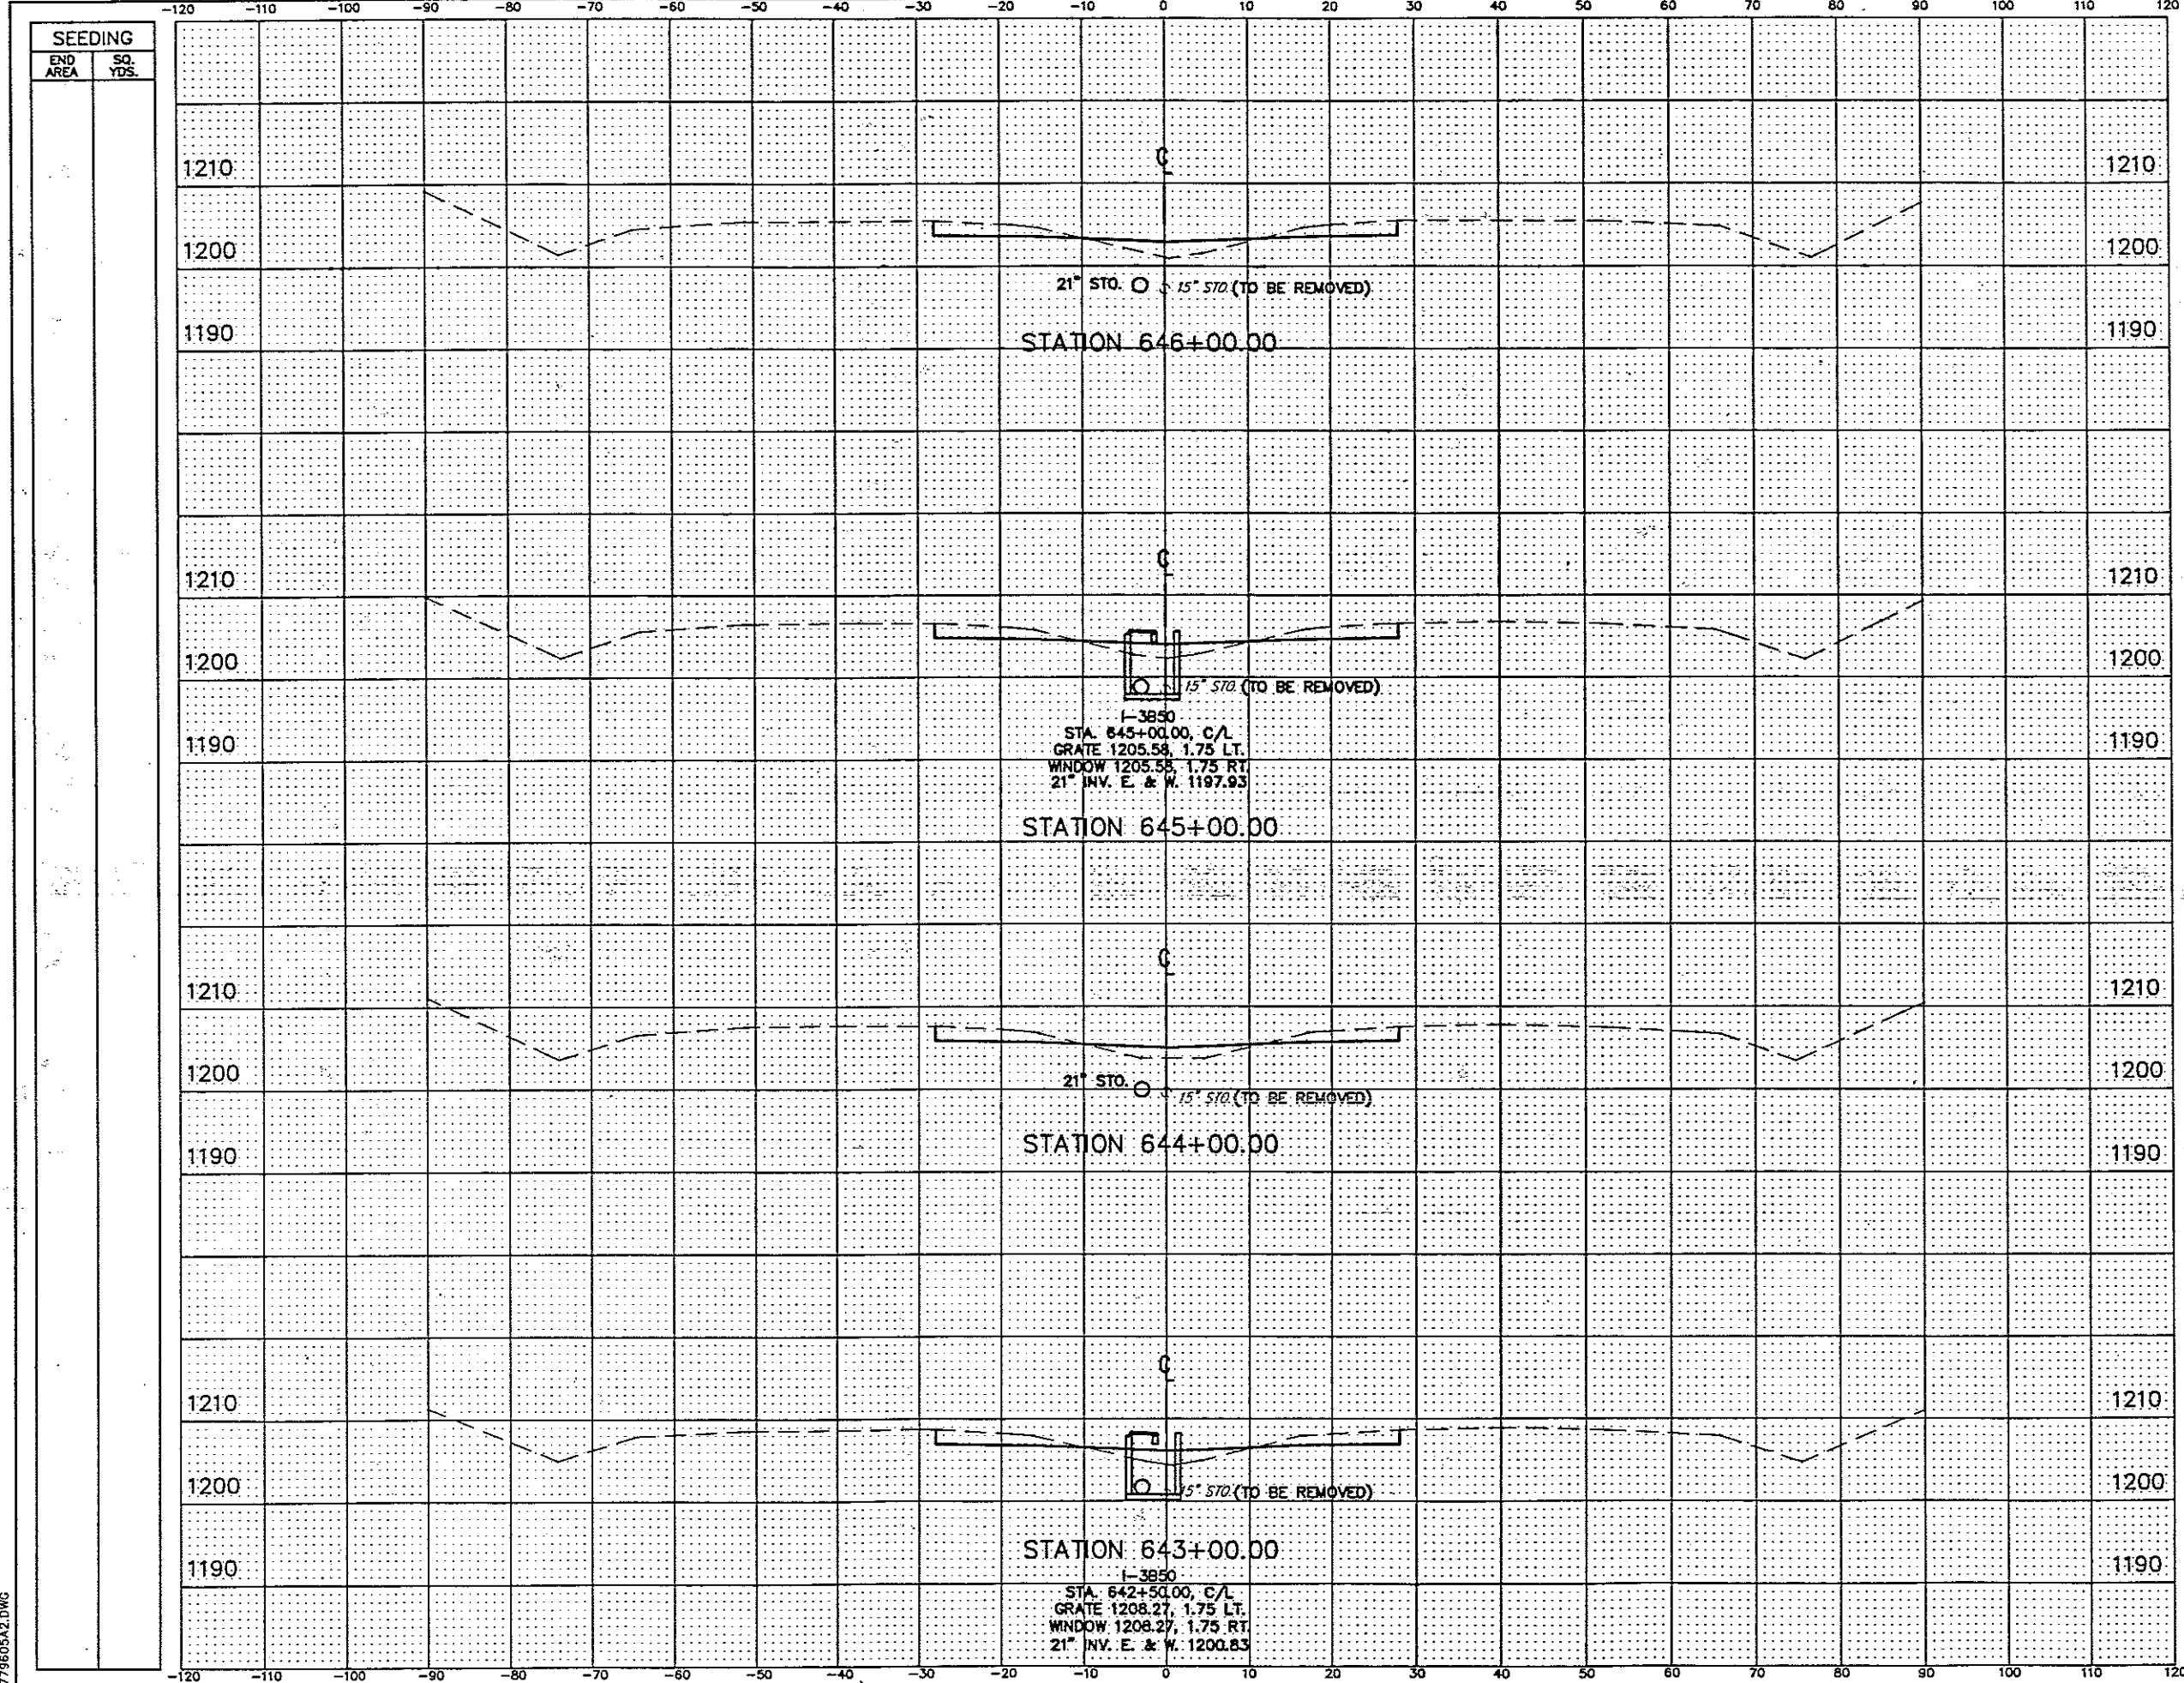 -120 -110 -100 -90 -80 -70 -60 -50 -40 -30 -20 -10 0 10 20 30 40 50 60 70 80 90 100 110 120
SEEDING
END AREA
SQ. YDS.
C
L
1210 1210
1200 1200
21" STO. 15" STO. (TO BE REMOVED)
1190 1190
STATION 646+00.00
C
L
1210 1210
1200 1200
15" STO. (TO BE REMOVED)
I-3B50
STA. 645+00.00, C/L
1190 1190
GRATE 1205.58, 1.75 LT.
WINDOW 1205.58, 1.75 RT.
21" INV. E. & W. 1197.93
STATION 645+00.00
C
L
1210 1210
1200 1200
21" STO. 15" STO. (TO BE REMOVED)
STATION 644+00.00
1190 1190
C
L
1210 1210
1200 1200
15" STO. (TO BE REMOVED)
STATION 643+00.00
1190 1190
I-3B50
STA. 642+50.00, C/L
GRATE 1208.27, 1.75 LT.
WINDOW 1208.27, 1.75 RT.
21" INV. E. & W. 1200.83
-120 -110 -100 -90 -80 -70 -60 -50 -40 -30 -20 -10 0 10 20 30 40 50 60 70 80 90 100 110 120